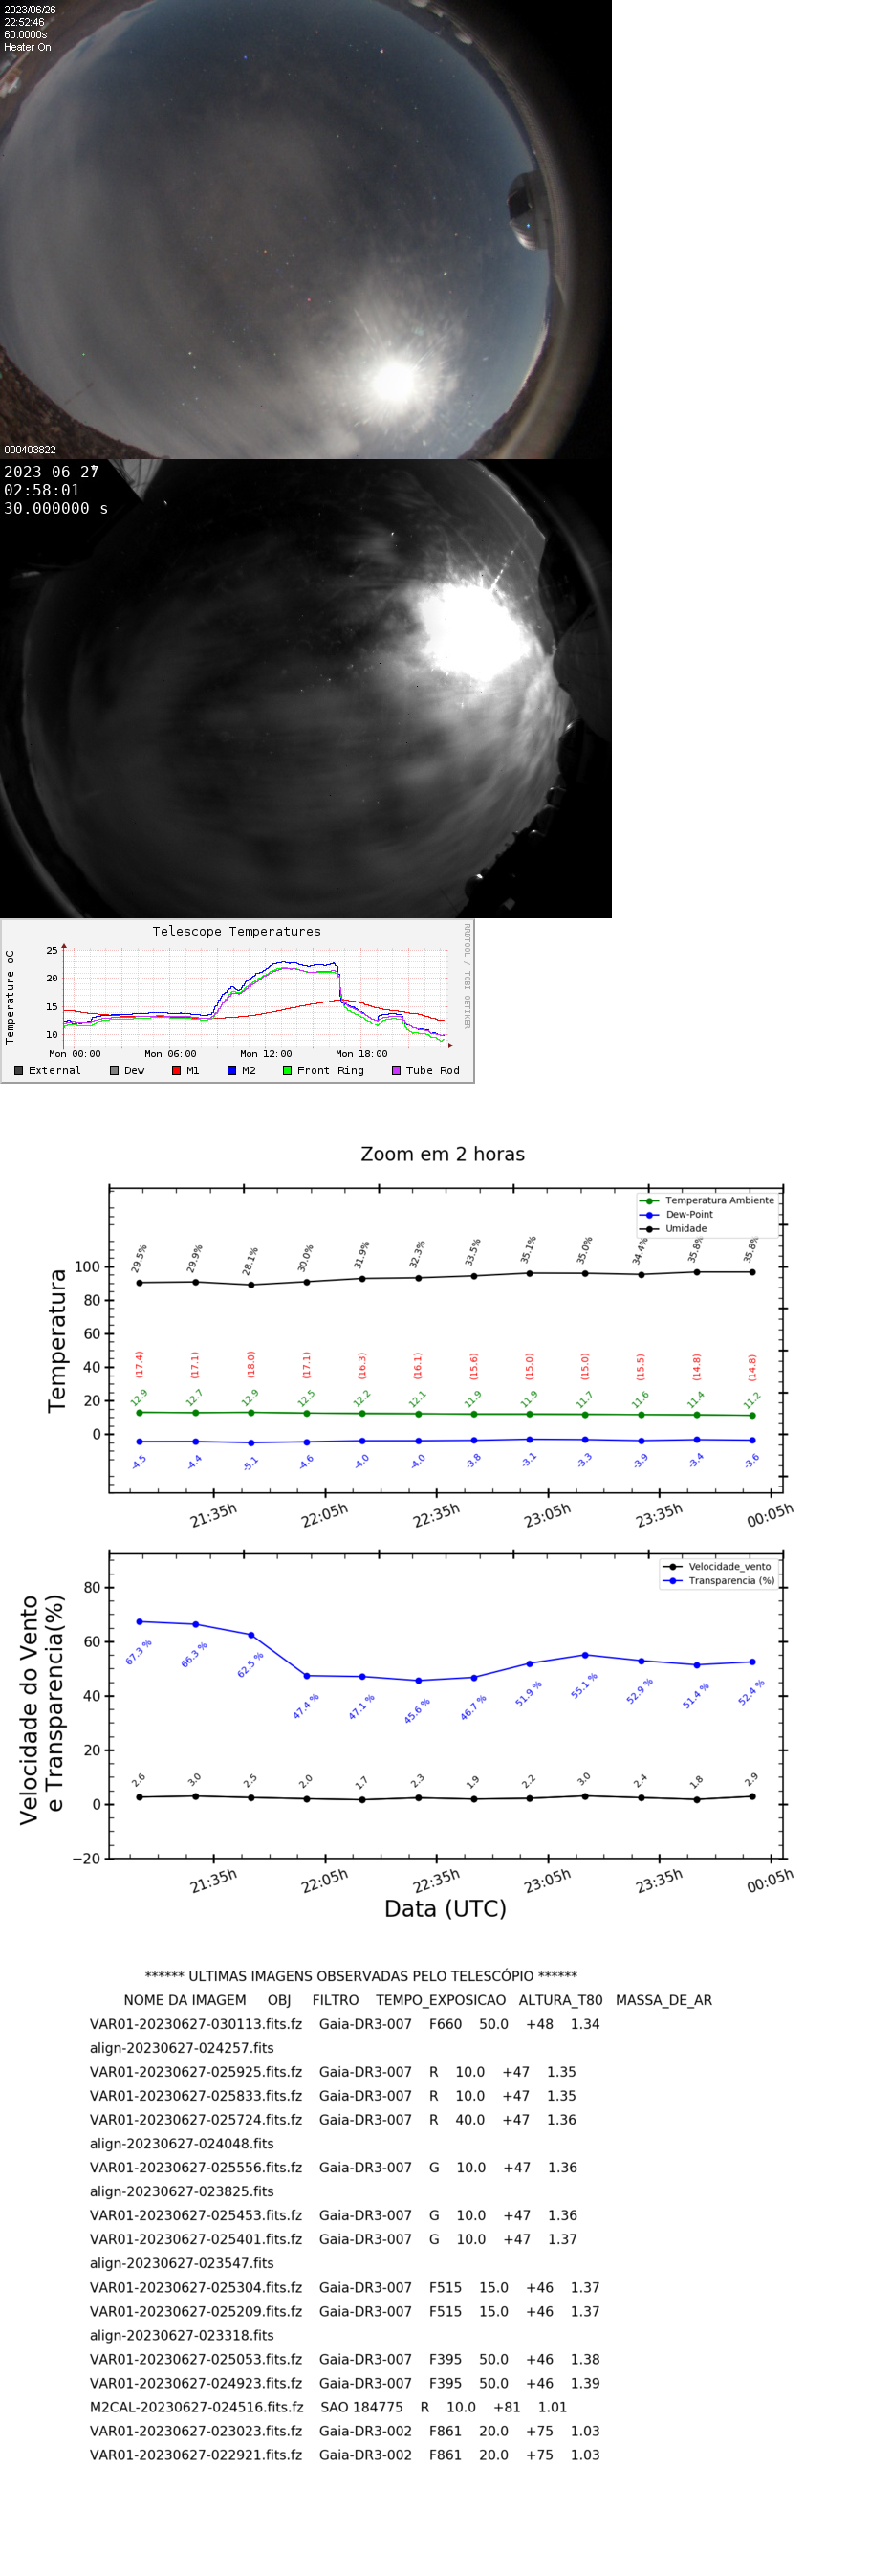 2023/06/26
22:52:46
60.0000s
Heater On
000403822
2023-06-27
02:58:01
30.000000 s
Telescope Temperatures
RRDTOOL / TOBI OETIKER
Temperature oC
25
20
15
10
Mon 00:00 Mon 06:00 Mon 12:00 Mon 18:00
External Dew M1 M2 Front Ring Tube Rod
Zoom em 2 horas
Temperatura Ambiente
Dew-Point
Umidade
Temperatura
100
80
60
40
20
0
29.5% 29.9% 28.1% 30.0% 31.9% 32.3% 33.5% 35.1% 35.0% 34.4% 35.8% 35.8%
(17.4) (17.1) (18.0) (17.1) (16.3) (16.1) (15.6) (15.0) (15.0) (15.5) (14.8) (14.8)
12.9 12.7 12.9 12.5 12.2 12.1 11.9 11.9 11.7 11.6 11.4 11.2
-4.5 -4.4 -5.1 -4.6 -4.0 -4.0 -3.8 -3.1 -3.3 -3.9 -3.4 -3.6
21:35h 22:05h 22:35h 23:05h 23:35h 00:05h
Velocidade_vento
Transparencia (%)
Velocidade do Vento
e Transparencia(%)
80
60
40
20
0
−20
67.3 % 66.3 % 62.5 % 47.4 % 47.1 % 45.6 % 46.7 % 51.9 % 55.1 % 52.9 % 51.4 % 52.4 %
2.6 3.0 2.5 2.0 1.7 2.3 1.9 2.2 3.0 2.4 1.8 2.9
21:35h 22:05h 22:35h 23:05h 23:35h 00:05h
Data (UTC)
****** ULTIMAS IMAGENS OBSERVADAS PELO TELESCÓPIO ******
NOME DA IMAGEM OBJ FILTRO TEMPO_EXPOSICAO ALTURA_T80 MASSA_DE_AR
VAR01-20230627-030113.fits.fz Gaia-DR3-007 F660 50.0 +48 1.34
align-20230627-024257.fits
VAR01-20230627-025925.fits.fz Gaia-DR3-007 R 10.0 +47 1.35
VAR01-20230627-025833.fits.fz Gaia-DR3-007 R 10.0 +47 1.35
VAR01-20230627-025724.fits.fz Gaia-DR3-007 R 40.0 +47 1.36
align-20230627-024048.fits
VAR01-20230627-025556.fits.fz Gaia-DR3-007 G 10.0 +47 1.36
align-20230627-023825.fits
VAR01-20230627-025453.fits.fz Gaia-DR3-007 G 10.0 +47 1.36
VAR01-20230627-025401.fits.fz Gaia-DR3-007 G 10.0 +47 1.37
align-20230627-023547.fits
VAR01-20230627-025304.fits.fz Gaia-DR3-007 F515 15.0 +46 1.37
VAR01-20230627-025209.fits.fz Gaia-DR3-007 F515 15.0 +46 1.37
align-20230627-023318.fits
VAR01-20230627-025053.fits.fz Gaia-DR3-007 F395 50.0 +46 1.38
VAR01-20230627-024923.fits.fz Gaia-DR3-007 F395 50.0 +46 1.39
M2CAL-20230627-024516.fits.fz SAO 184775 R 10.0 +81 1.01
VAR01-20230627-023023.fits.fz Gaia-DR3-002 F861 20.0 +75 1.03
VAR01-20230627-022921.fits.fz Gaia-DR3-002 F861 20.0 +75 1.03